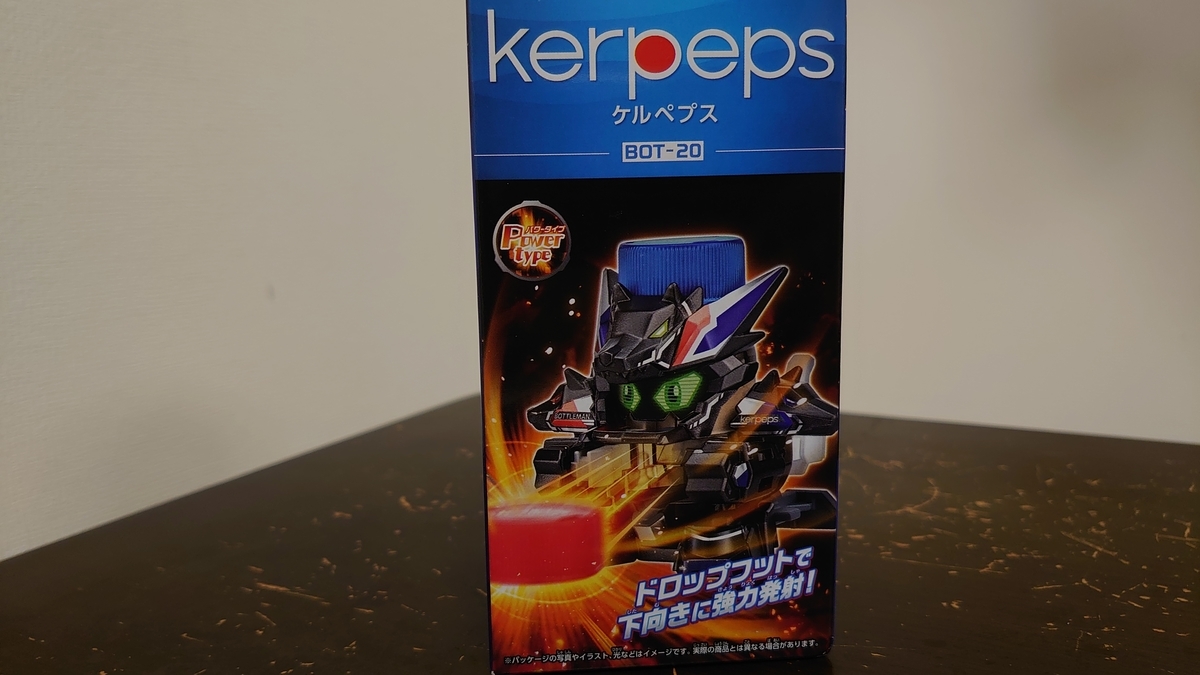 kerpeps
ケルペプス
BOT-20
パワータイプ
Power
type
BOTTLEMAN
kerpeps
ドロップフットで
下向きに強力発射!
※パッケージの写真やイラスト、光などはイメージです。実際の商品とは異なる場合があります。